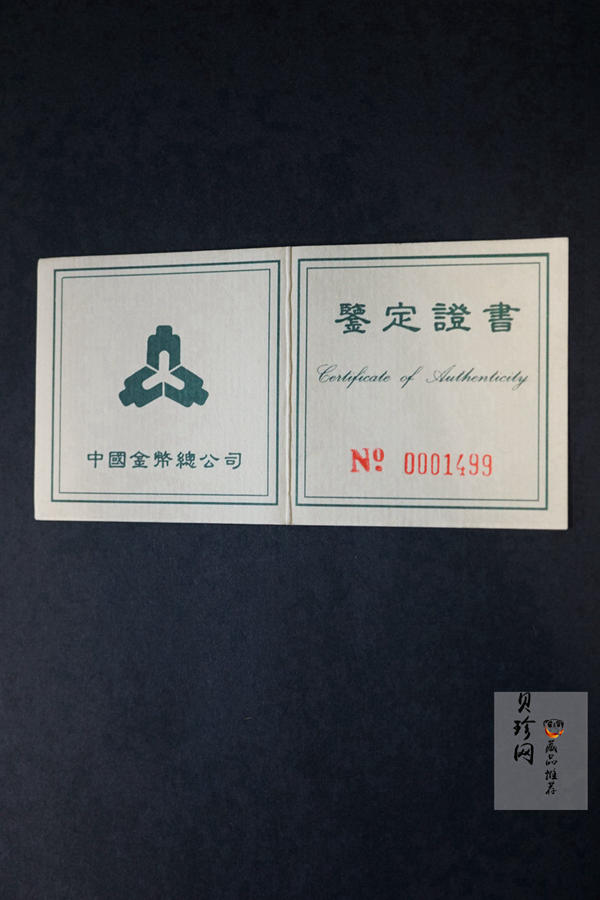 中國金幣總公司
鑒定證書
Certificate of Authenticity
Nº 0001499
貝珍网
藏品推荐